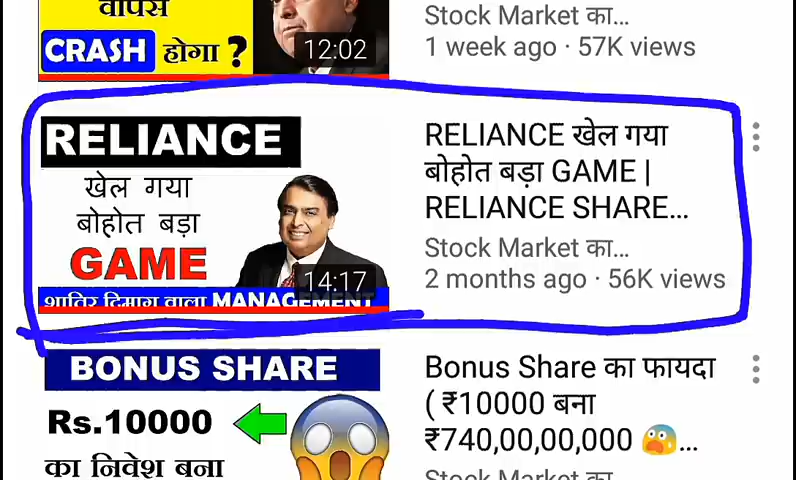 वापस
CRASH होगा ?
12:02
Stock Market का...
1 week ago · 57K views
RELIANCE
खेल गया
बोहोत बड़ा
GAME
14:17
शातिर दिमाग वाला MANAGEMENT
RELIANCE खेल गया
बोहोत बड़ा GAME |
RELIANCE SHARE...
Stock Market का...
2 months ago · 56K views
BONUS SHARE
Rs.10000
का निवेश बना
Bonus Share का फायदा
( ₹10000 बना
₹740,00,00,000 😨...
Stock Market का